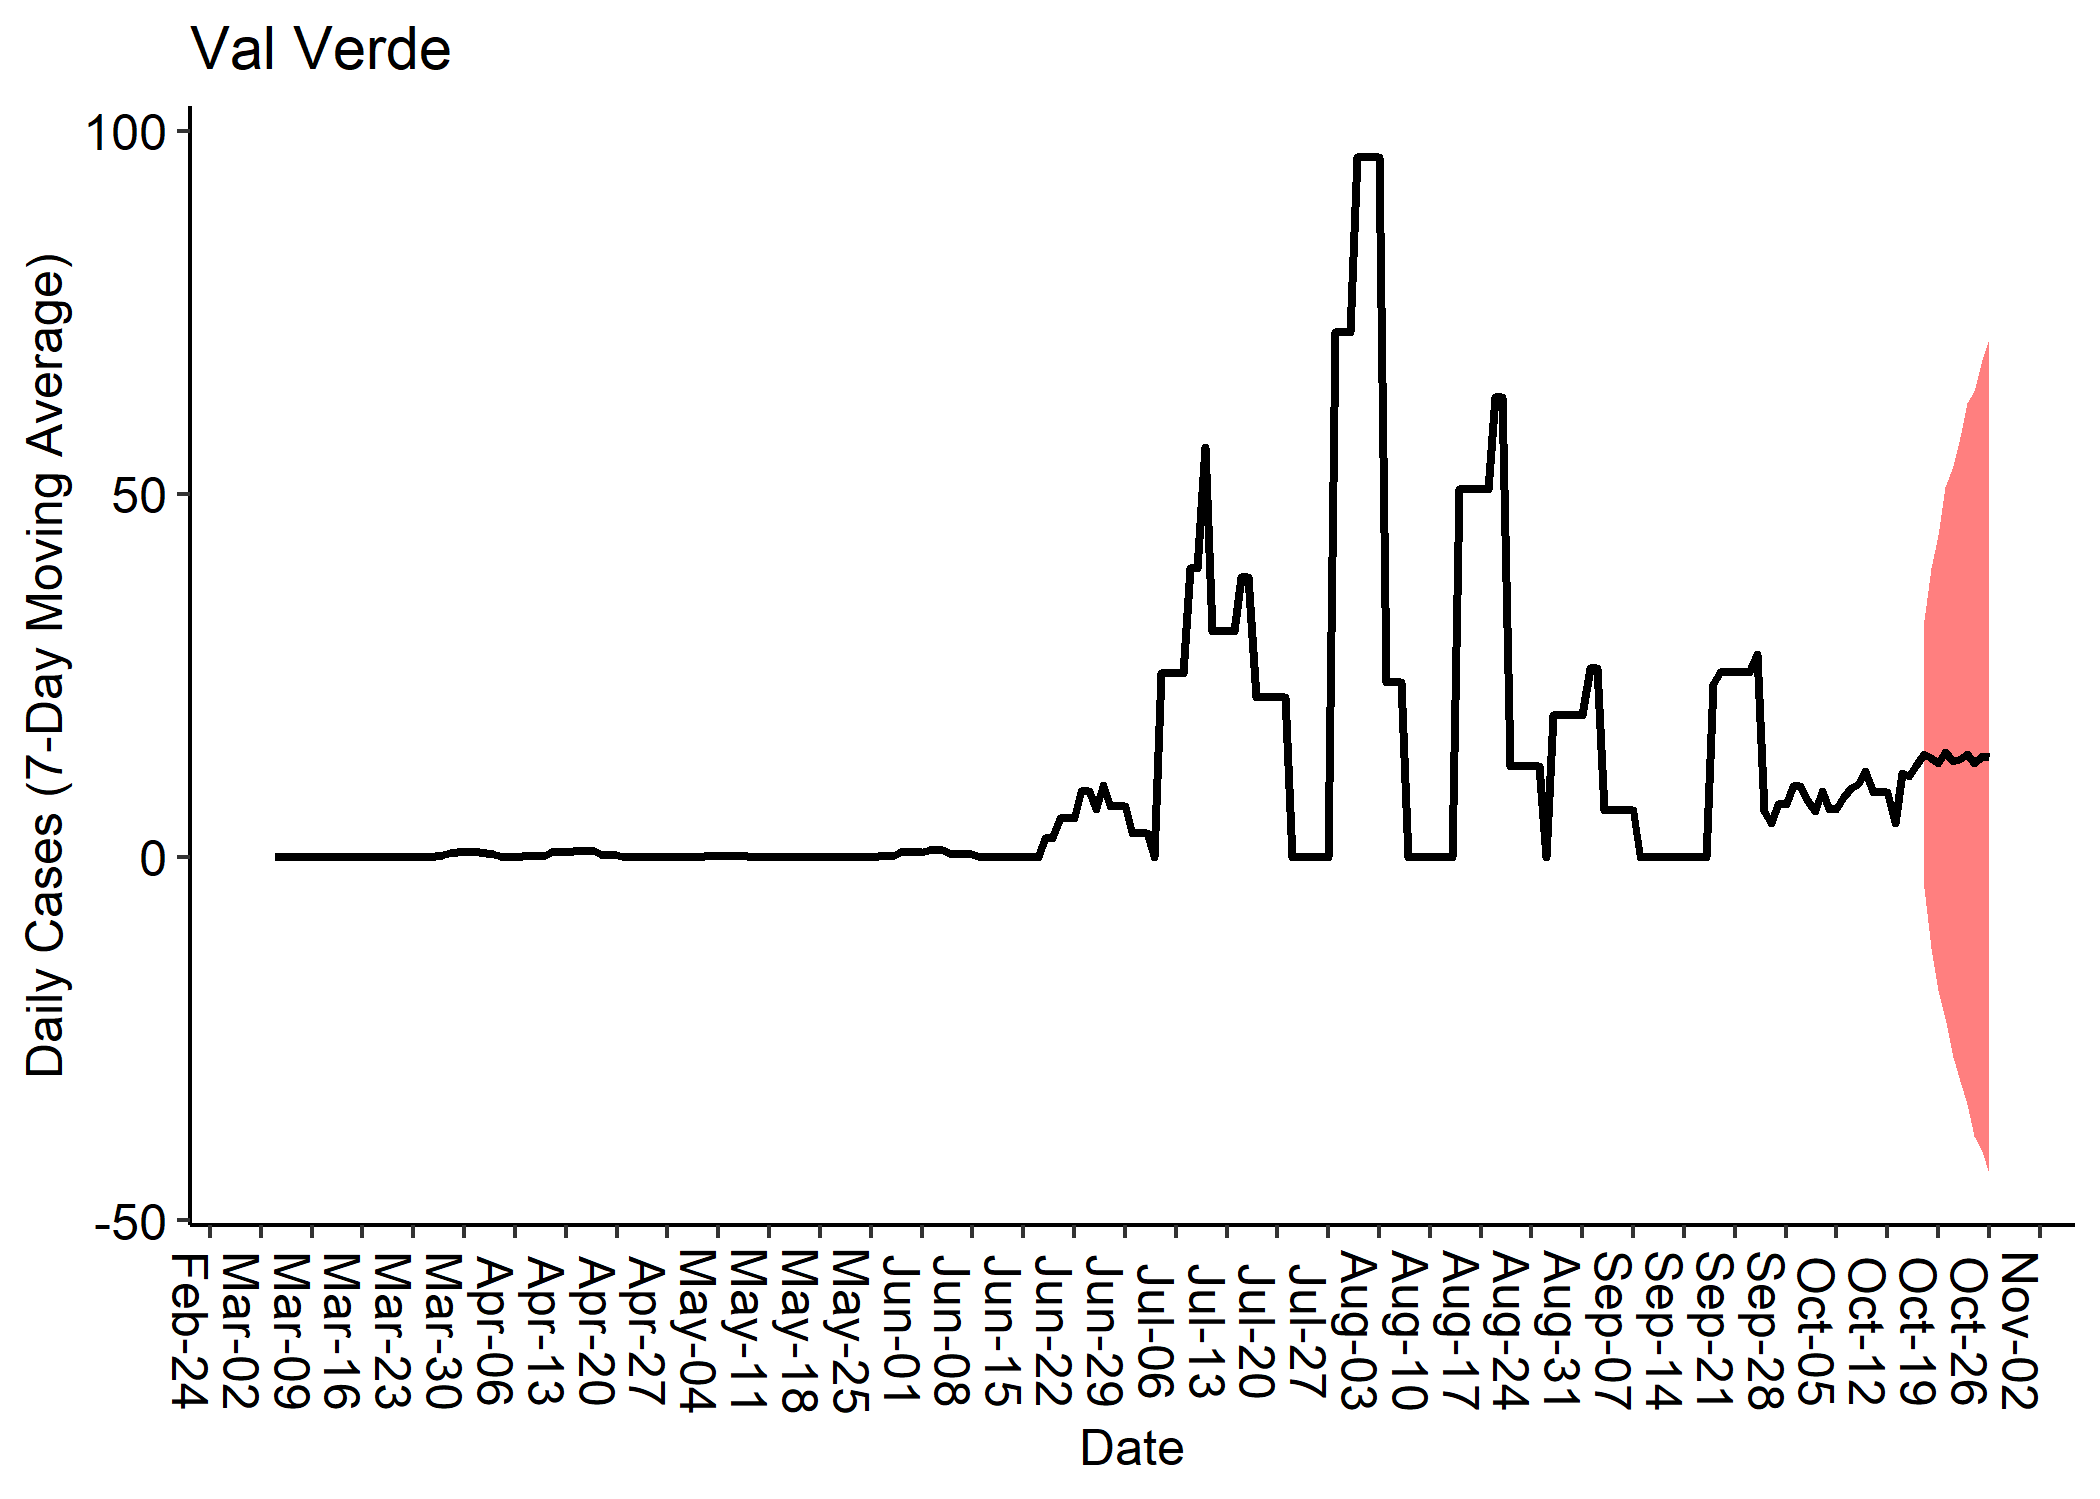 Val Verde
Daily Cases (7-Day Moving Average)
100
50
0
-50
Feb-24
Mar-02
Mar-09
Mar-16
Mar-23
Mar-30
Apr-06
Apr-13
Apr-20
Apr-27
May-04
May-11
May-18
May-25
Jun-01
Jun-08
Jun-15
Jun-22
Jun-29
Jul-06
Jul-13
Jul-20
Jul-27
Aug-03
Aug-10
Aug-17
Aug-24
Aug-31
Sep-07
Sep-14
Sep-21
Sep-28
Oct-05
Oct-12
Oct-19
Oct-26
Nov-02
Date